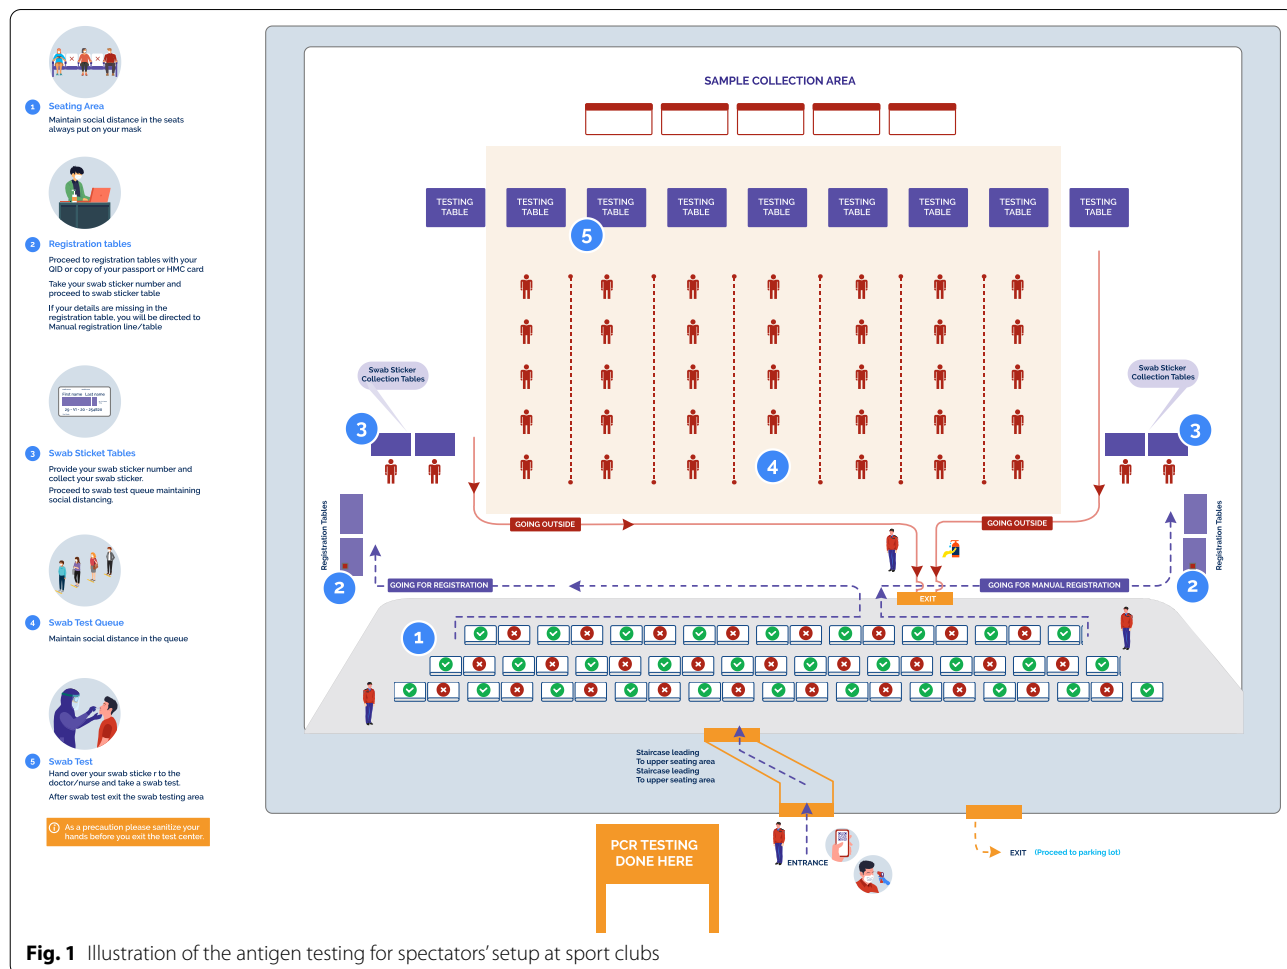 1 Seating Area
Maintain social distance in the seats
always put on your mask
2 Registration tables
Proceed to registration tables with your
QID or copy of your passport or HMC card
Take your swab sticker number and
proceed to swab sticker table
If your details are missing in the
registration table, you will be directed to
Manual registration line/table
First name Last name
3 Swab Sticket Tables
Provide your swab sticker number and
collect your swab sticker.
Proceed to swab test queue maintaining
social distancing.
4 Swab Test Queue
Maintain social distance in the queue
5 Swab Test
Hand over your swab sticke r to the
doctor/nurse and take a swab test.
After swab test exit the swab testing area
As a precaution please sanitize your
hands before you exit the test center.
SAMPLE COLLECTION AREA
TESTING TABLE
TESTING TABLE
TESTING TABLE
TESTING TABLE
TESTING TABLE
TESTING TABLE
TESTING TABLE
TESTING TABLE
TESTING TABLE
5
Swab Sticker
Collection Tables
Swab Sticker
Collection Tables
3
3
4
Registration Tables
Registration Tables
GOING OUTSIDE
GOING OUTSIDE
2
GOING FOR REGISTRATION
GOING FOR MANUAL REGISTRATION
2
EXIT
1
Staircase leading
To upper seating area
Staircase leading
To upper seating area
PCR TESTING
DONE HERE
ENTRANCE
EXIT (Proceed to parking lot)
Fig. 1 Illustration of the antigen testing for spectators' setup at sport clubs